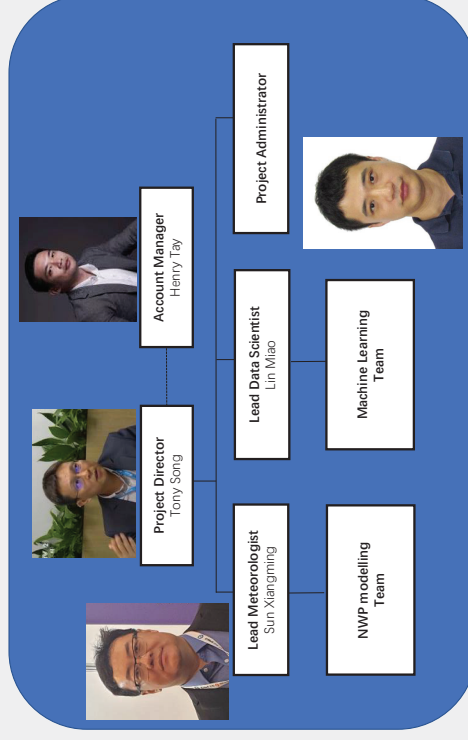 Project Director
Tony Song
Account Manager
Henry Tay
Lead Meteorologist
Sun Xiangming
Lead Data Scientist
Lin Miao
Project Administrator
NWP modelling
Team
Machine Learning
Team